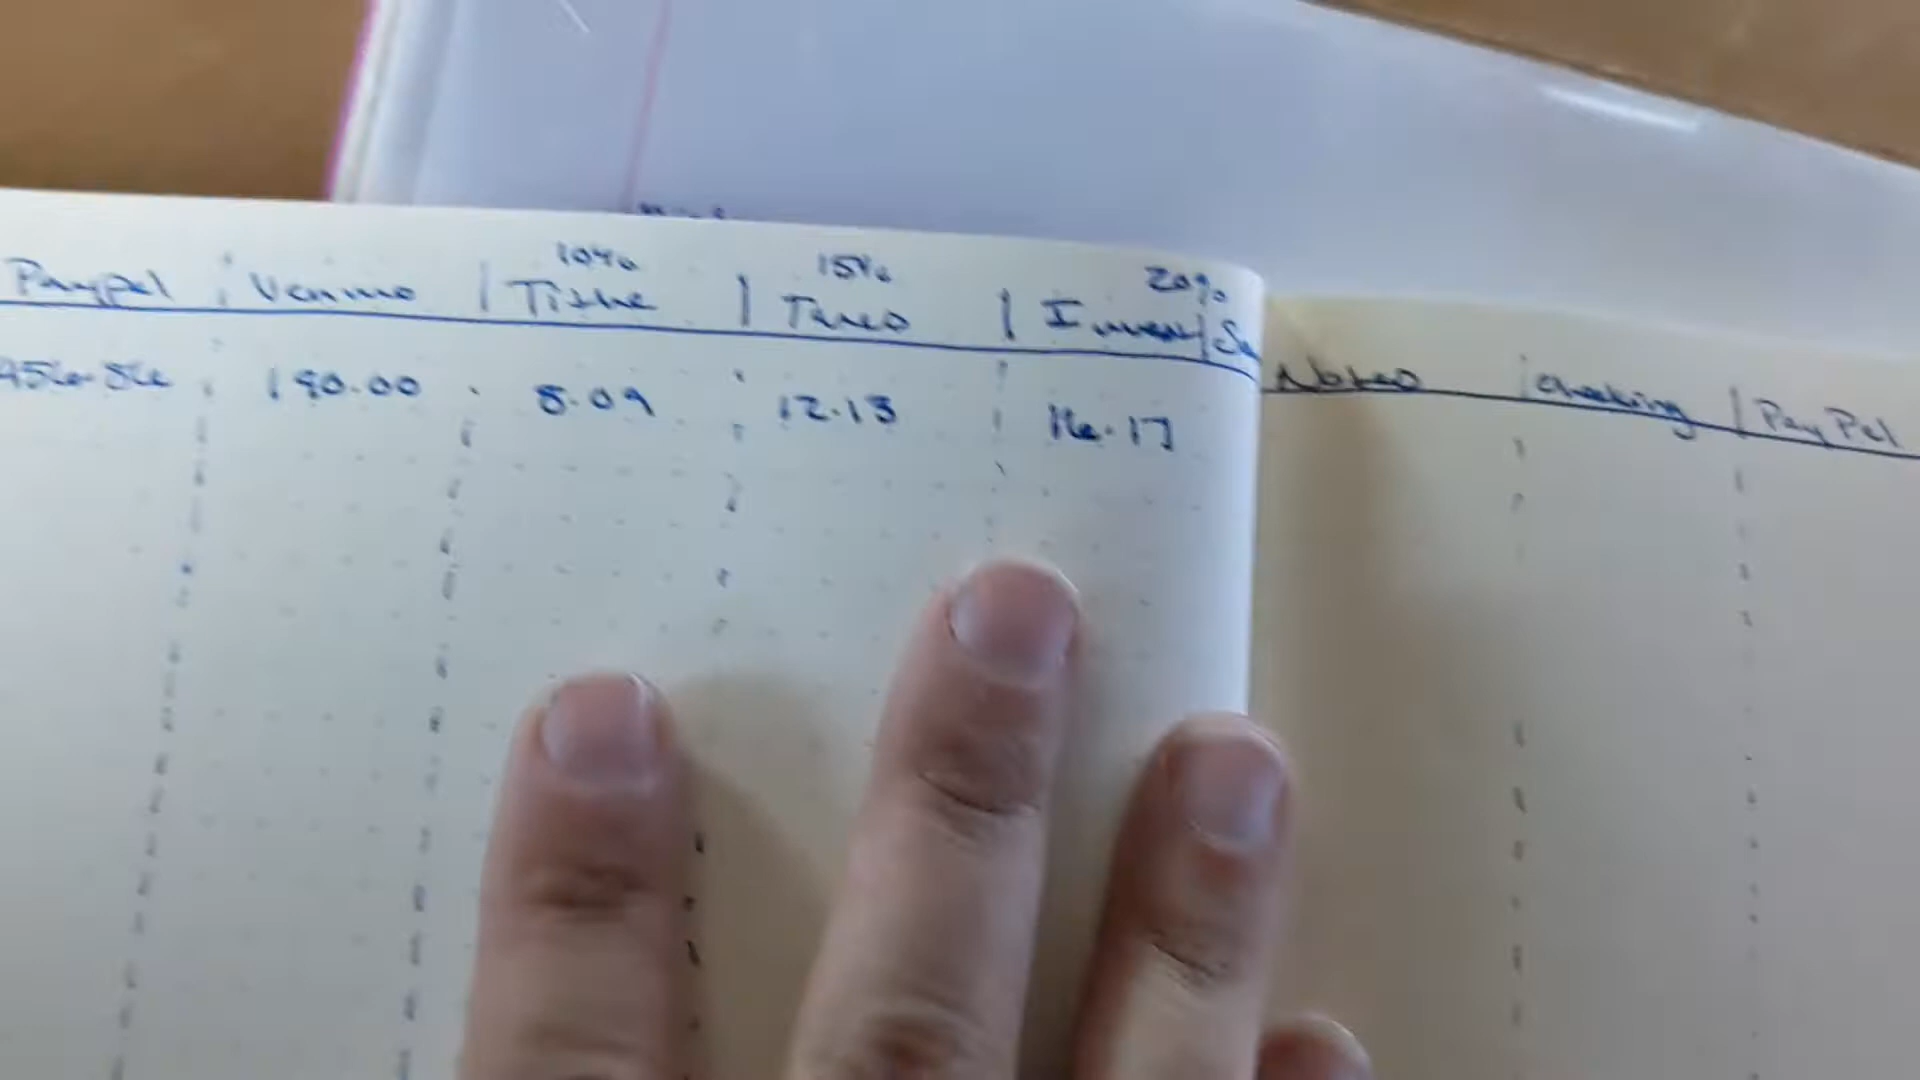 10% 15% 20%
PayPal | Venmo | Tithe | Taxes | Invest/Sa
190.00 8.09 12.13 16.17
Notes checking | PayPal